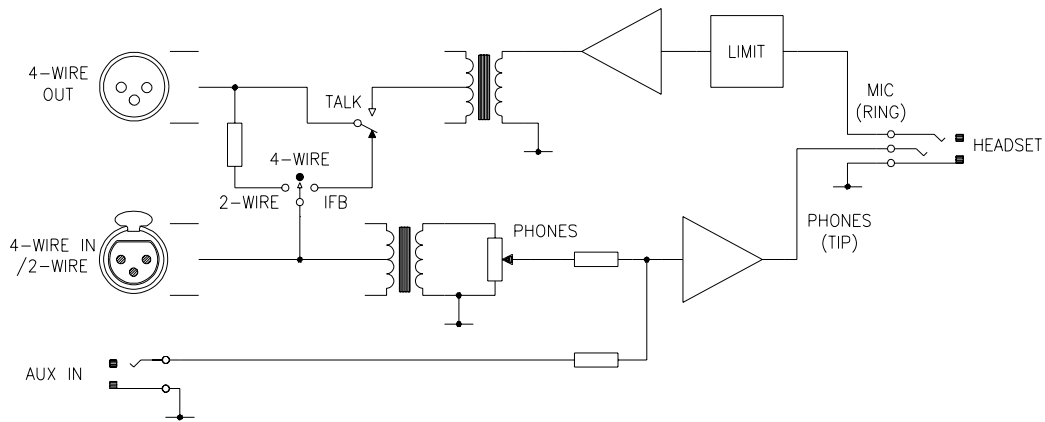 4-WIRE
OUT
TALK
LIMIT
MIC
(RING)
HEADSET
4-WIRE
2-WIRE
IFB
4-WIRE IN
/2-WIRE
PHONES
PHONES
(TIP)
AUX IN